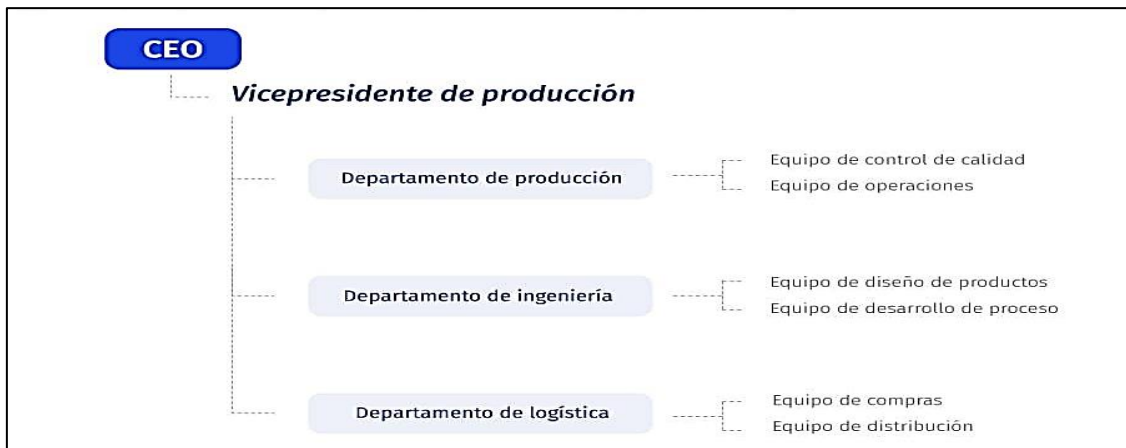 CEO
Vicepresidente de producción
Departamento de producción
Equipo de control de calidad
Equipo de operaciones
Departamento de ingeniería
Equipo de diseño de productos
Equipo de desarrollo de proceso
Departamento de logística
Equipo de compras
Equipo de distribución